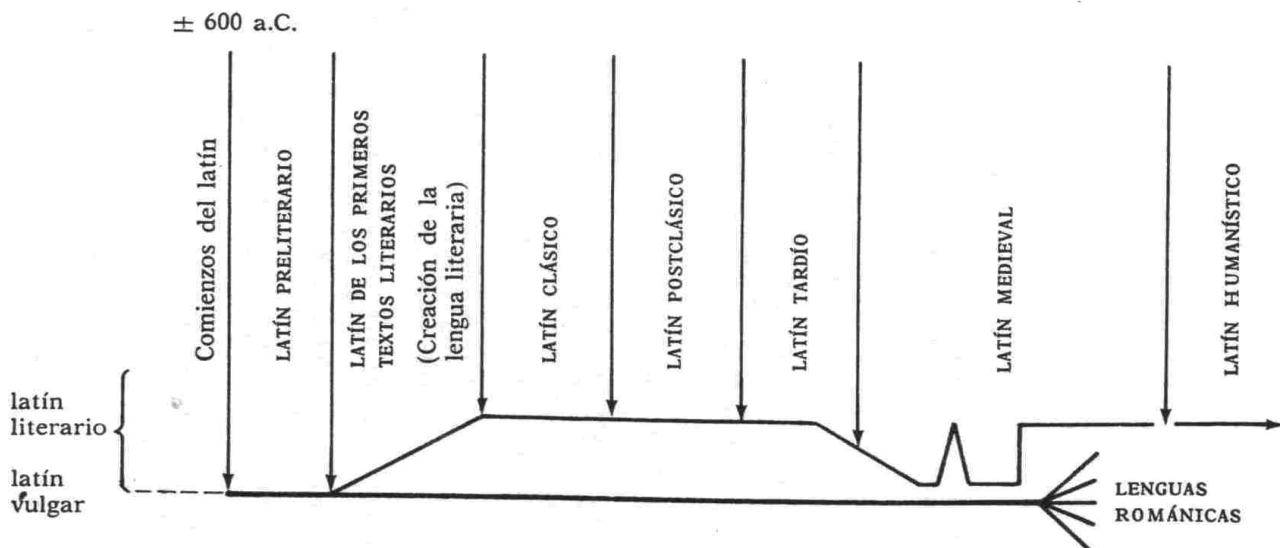 ± 600 a.C.
Comienzos del latín
LATÍN PRELITERARIO
LATÍN DE LOS PRIMEROS
TEXTOS LITERARIOS
(Creación de la
lengua literaria)
LATÍN CLÁSICO
LATÍN POSTCLÁSICO
LATÍN TARDÍO
LATÍN MEDIEVAL
LATÍN HUMANÍSTICO
latín
literario
latín
vulgar
LENGUAS
ROMÁNICAS